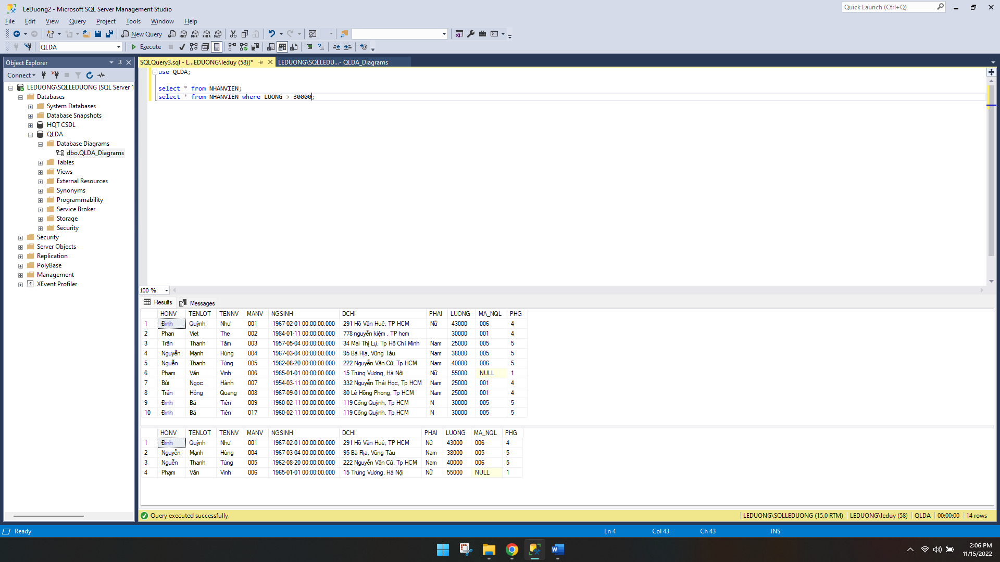 LeDuong2 - Microsoft SQL Server Management Studio
Quick Launch (Ctrl+Q)
File Edit View Query Project Tools Window Help
New Query MDX DMX XMLA DAX
QLDA Execute
Object Explorer
Connect
LEDUONG\SQLLEDUONG (SQL Server 1
Databases
System Databases
Database Snapshots
HQT CSDL
QLDA
Database Diagrams
dbo.QLDA_Diagrams
Tables
Views
External Resources
Synonyms
Programmability
Service Broker
Storage
Security
Security
Server Objects
Replication
PolyBase
Management
XEvent Profiler
SQLQuery3.sql - L...EDUONG\leduy (58))* LEDUONG\SQLLEDU...- QLDA_Diagrams
use QLDA;
select * from NHANVIEN;
select * from NHANVIEN where LUONG > 30000;
100 %
Results Messages
HONV TENLOT TENNV MANV NGSINH DCHI PHAI LUONG MA_NQL PHG
1 Đinh Quỳnh Như 001 1967-02-01 00:00:00.000 291 Hồ Văn Huê, TP HCM Nữ 43000 006 4
2 Phan Viet The 002 1984-01-11 00:00:00.000 778 nguyễn kiệm , TP hcm 30000 001 4
3 Trần Thanh Tâm 003 1957-05-04 00:00:00.000 34 Mai Thị Lự, Tp Hồ Chí Minh Nam 25000 005 5
4 Nguyễn Mạnh Hùng 004 1967-03-04 00:00:00.000 95 Bà Rịa, Vũng Tàu Nam 38000 005 5
5 Nguễn Thanh Tùng 005 1962-08-20 00:00:00.000 222 Nguyễn Văn Cừ, Tp HCM Nam 40000 006 5
6 Phạm Văn Vinh 006 1965-01-01 00:00:00.000 15 Trưng Vương, Hà Nội Nữ 55000 NULL 1
7 Bùi Ngọc Hành 007 1954-03-11 00:00:00.000 332 Nguyễn Thái Học, Tp HCM Nam 25000 001 4
8 Trần Hồng Quang 008 1967-09-01 00:00:00.000 80 Lê Hồng Phong, Tp HCM Nam 25000 001 4
9 Đinh Bá Tiên 009 1960-02-11 00:00:00.000 119 Cống Quỳnh, Tp HCM N 30000 005 5
10 Đinh Bá Tiên 017 1960-02-11 00:00:00.000 119 Cống Quỳnh, Tp HCM N 30000 005 5
HONV TENLOT TENNV MANV NGSINH DCHI PHAI LUONG MA_NQL PHG
1 Đinh Quỳnh Như 001 1967-02-01 00:00:00.000 291 Hồ Văn Huê, TP HCM Nữ 43000 006 4
2 Nguyễn Mạnh Hùng 004 1967-03-04 00:00:00.000 95 Bà Rịa, Vũng Tàu Nam 38000 005 5
3 Nguễn Thanh Tùng 005 1962-08-20 00:00:00.000 222 Nguyễn Văn Cừ, Tp HCM Nam 40000 006 5
4 Phạm Văn Vinh 006 1965-01-01 00:00:00.000 15 Trưng Vương, Hà Nội Nữ 55000 NULL 1
Query executed successfully. LEDUONG\SQLLEDUONG (15.0 RTM) LEDUONG\leduy (58) QLDA 00:00:00 14 rows
Ready Ln 4 Col 43 Ch 43 INS
2:06 PM
11/15/2022